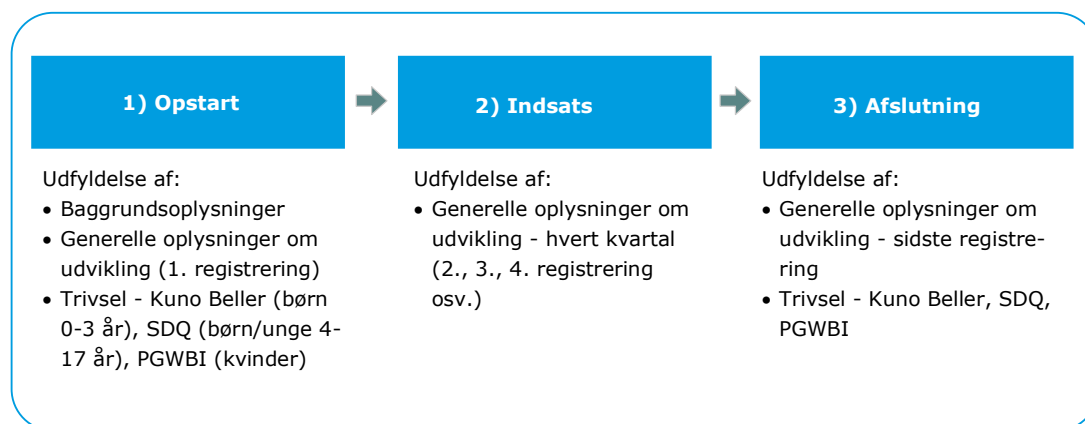 1) Opstart
Udfyldelse af:
• Baggrundsoplysninger
• Generelle oplysninger om
udvikling (1. registrering)
• Trivsel - Kuno Beller (børn
0-3 år), SDQ (børn/unge 4-
17 år), PGWBI (kvinder)
2) Indsats
Udfyldelse af:
• Generelle oplysninger om
udvikling - hvert kvartal
(2., 3., 4. registrering
osv.)
3) Afslutning
Udfyldelse af:
• Generelle oplysninger om
udvikling - sidste registre-
ring
• Trivsel - Kuno Beller, SDQ,
PGWBI